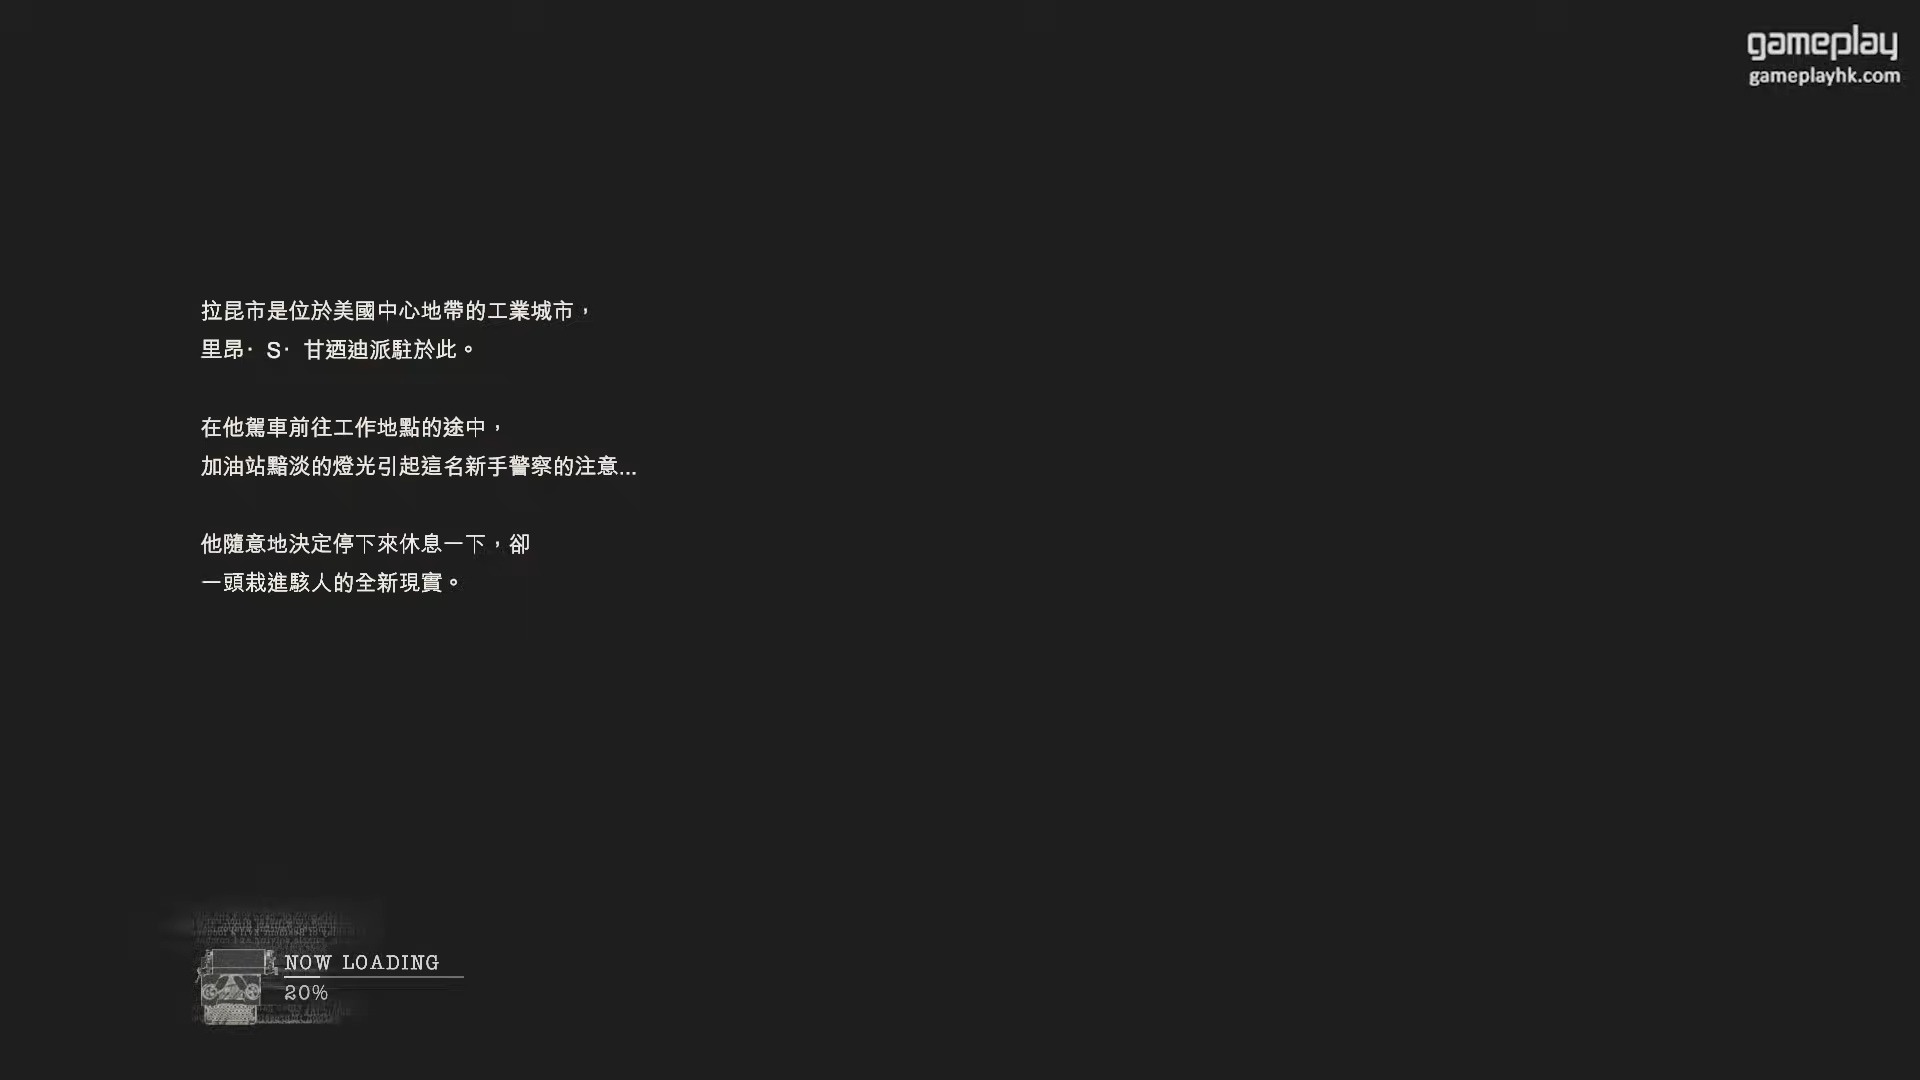 gameplay
gameplayhk.com
拉昆市是位於美國中心地帶的工業城市，
里昂· S· 甘迺迪派駐於此。
在他駕車前往工作地點的途中，
加油站黯淡的燈光引起這名新手警察的注意...
他隨意地決定停下來休息一下，卻
一頭栽進駭人的全新現實。
NOW LOADING
20%